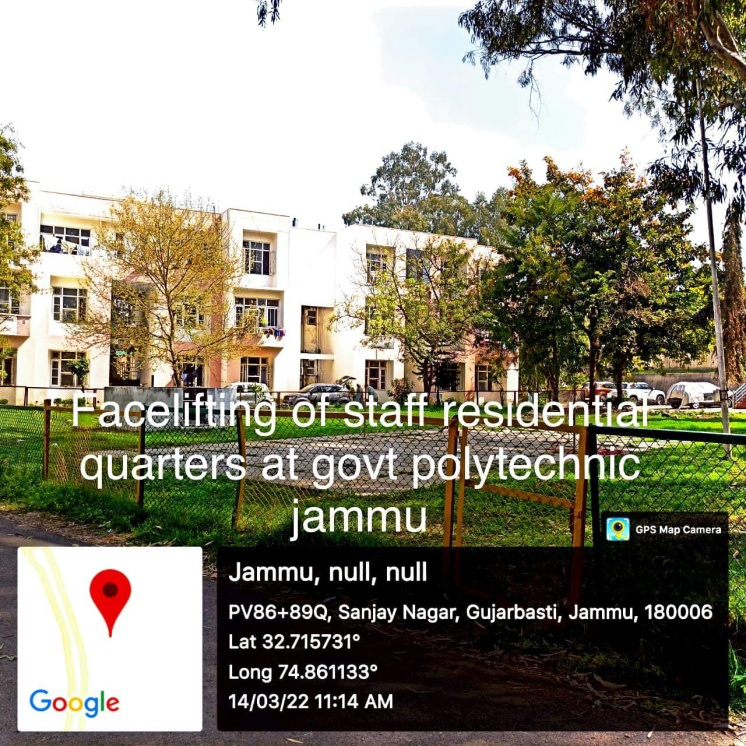 Facelifting of staff residential
quarters at govt polytechnic
jammu
GPS Map Camera
Jammu, null, null
PV86+89Q, Sanjay Nagar, Gujarbasti, Jammu, 180006
Lat 32.715731°
Long 74.861133°
14/03/22 11:14 AM
Google